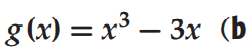 g(x) = x³ − 3x (b